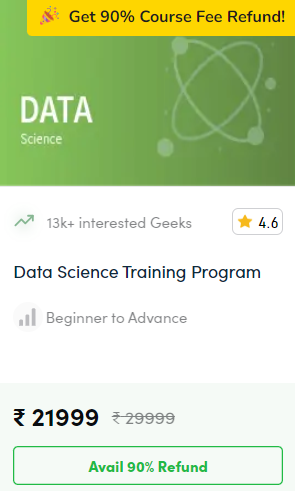 🎉 Get 90% Course Fee Refund!
DATA
Science
13k+ interested Geeks
★ 4.6
Data Science Training Program
Beginner to Advance
₹ 21999 ₹ 29999
Avail 90% Refund